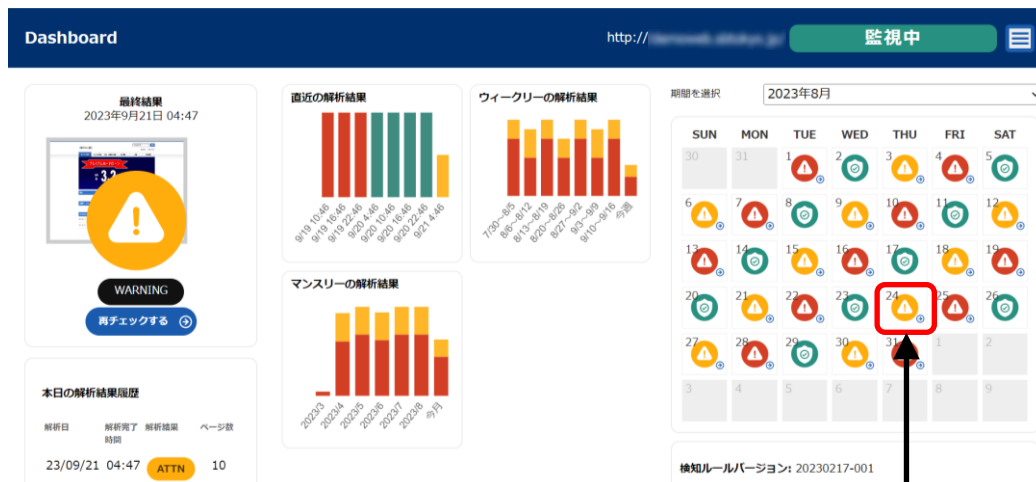 Dashboard
http://
監視中
最終結果
2023年9月21日 04:47
3.2
WARNING
再チェックする
本日の解析結果履歴
解析日 解析完了時間 解析結果 ページ数
23/09/21 04:47 ATTN 10
直近の解析結果
9/19 10:46 9/19 16:46 9/19 22:46 9/20 4:46 9/20 10:46 9/20 16:46 9/20 22:46 9/21 4:46
ウィークリーの解析結果
7/30～8/5 8/6～8/12 8/13～8/19 8/20～8/26 8/27～9/2 9/3～9/9 9/10～9/16 今週
マンスリーの解析結果
2023/3 2023/4 2023/5 2023/6 2023/7 2023/8 今月
期間を選択 2023年8月
SUN MON TUE WED THU FRI SAT
30 31 1 2 3 4 5
6 7 8 9 10 11 12
13 14 15 16 17 18 19
20 21 22 23 24 25 26
27 28 29 30 31 1 2
3 4 5 6 7 8 9
検知ルールバージョン: 20230217-001